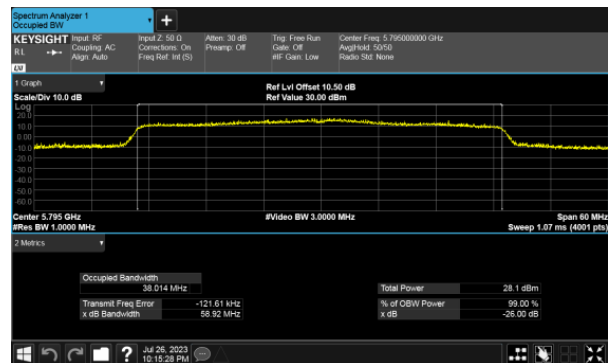 Spectrum Analyzer 1
Occupied BW
KEYSIGHT
Input: RF
Coupling: AC
Align: Auto
Input Z: 50 Ω
Corrections: On
Freq Ref: Int (S)
Atten: 30 dB
Preamp: Off
Trig: Free Run
Gate: Off
#IF Gain: Low
Center Freq: 5.795000000 GHz
Avg|Hold: 50/50
Radio Std: None
RL
LXI
1 Graph
Scale/Div 10.0 dB
Ref Lvl Offset 10.50 dB
Ref Value 30.00 dBm
Log
20.0
10.0
0.00
-10.0
-20.0
-30.0
-40.0
-50.0
-60.0
Center 5.795 GHz
#Res BW 1.0000 MHz
#Video BW 3.0000 MHz
Span 60 MHz
Sweep 1.07 ms (4001 pts)
2 Metrics
Occupied Bandwidth
38.014 MHz
Total Power 28.1 dBm
Transmit Freq Error -121.61 kHz
% of OBW Power 99.00 %
x dB Bandwidth 58.92 MHz
x dB -26.00 dB
?
Jul 26, 2023
10:15:28 PM